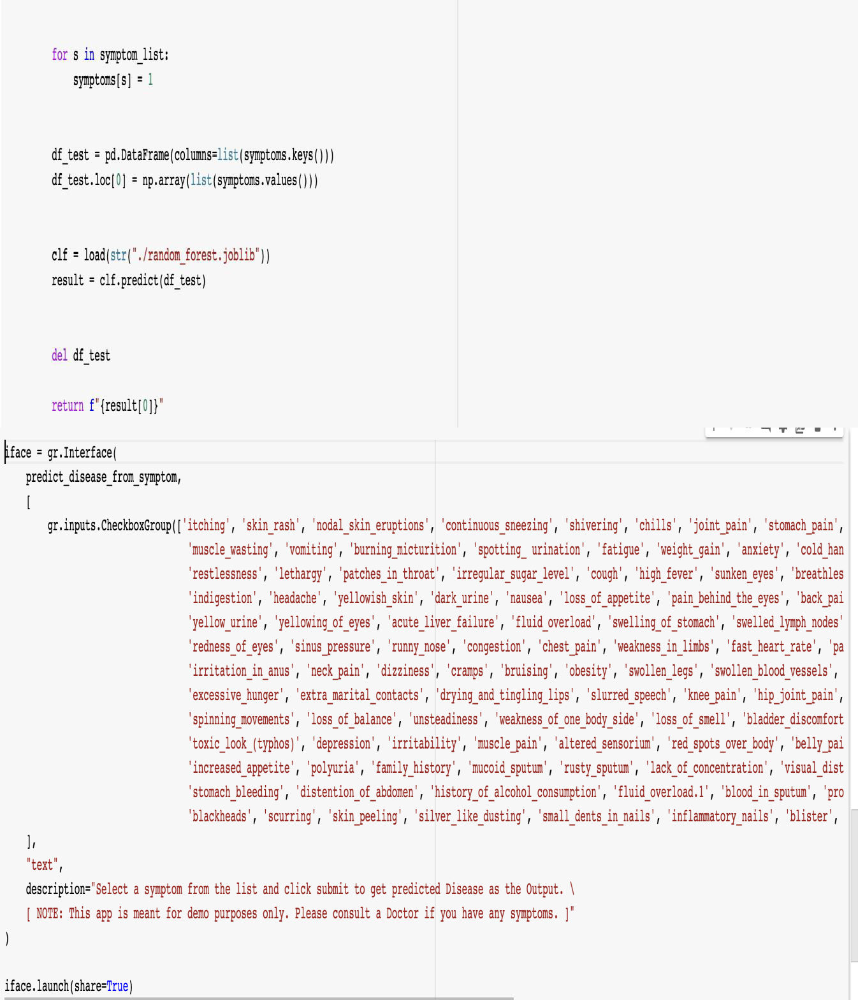 for s in symptom_list:
symptoms[s] = 1
df_test = pd.DataFrame(columns=list(symptoms.keys()))
df_test.loc[0] = np.array(list(symptoms.values()))
clf = load(str("./random_forest.joblib"))
result = clf.predict(df_test)
del df_test
return f"{result[0]}"
iface = gr.Interface(
predict_disease_from_symptom,
[
gr.inputs.CheckboxGroup(['itching', 'skin_rash', 'nodal_skin_eruptions', 'continuous_sneezing', 'shivering', 'chills', 'joint_pain', 'stomach_pain',
'muscle_wasting', 'vomiting', 'burning_micturition', 'spotting_ urination', 'fatigue', 'weight_gain', 'anxiety', 'cold_han
'restlessness', 'lethargy', 'patches_in_throat', 'irregular_sugar_level', 'cough', 'high_fever', 'sunken_eyes', 'breathles
'indigestion', 'headache', 'yellowish_skin', 'dark_urine', 'nausea', 'loss_of_appetite', 'pain_behind_the_eyes', 'back_pai
'yellow_urine', 'yellowing_of_eyes', 'acute_liver_failure', 'fluid_overload', 'swelling_of_stomach', 'swelled_lymph_nodes'
'redness_of_eyes', 'sinus_pressure', 'runny_nose', 'congestion', 'chest_pain', 'weakness_in_limbs', 'fast_heart_rate', 'pa
'irritation_in_anus', 'neck_pain', 'dizziness', 'cramps', 'bruising', 'obesity', 'swollen_legs', 'swollen_blood_vessels',
'excessive_hunger', 'extra_marital_contacts', 'drying_and_tingling_lips', 'slurred_speech', 'knee_pain', 'hip_joint_pain',
'spinning_movements', 'loss_of_balance', 'unsteadiness', 'weakness_of_one_body_side', 'loss_of_smell', 'bladder_discomfort
'toxic_look_(typhos)', 'depression', 'irritability', 'muscle_pain', 'altered_sensorium', 'red_spots_over_body', 'belly_pai
'increased_appetite', 'polyuria', 'family_history', 'mucoid_sputum', 'rusty_sputum', 'lack_of_concentration', 'visual_dist
'stomach_bleeding', 'distention_of_abdomen', 'history_of_alcohol_consumption', 'fluid_overload.1', 'blood_in_sputum', 'pro
'blackheads', 'scurring', 'skin_peeling', 'silver_like_dusting', 'small_dents_in_nails', 'inflammatory_nails', 'blister',
],
"text",
description="Select a symptom from the list and click submit to get predicted Disease as the Output. \
[ NOTE: This app is meant for demo purposes only. Please consult a Doctor if you have any symptoms. ]"
)
iface.launch(share=True)